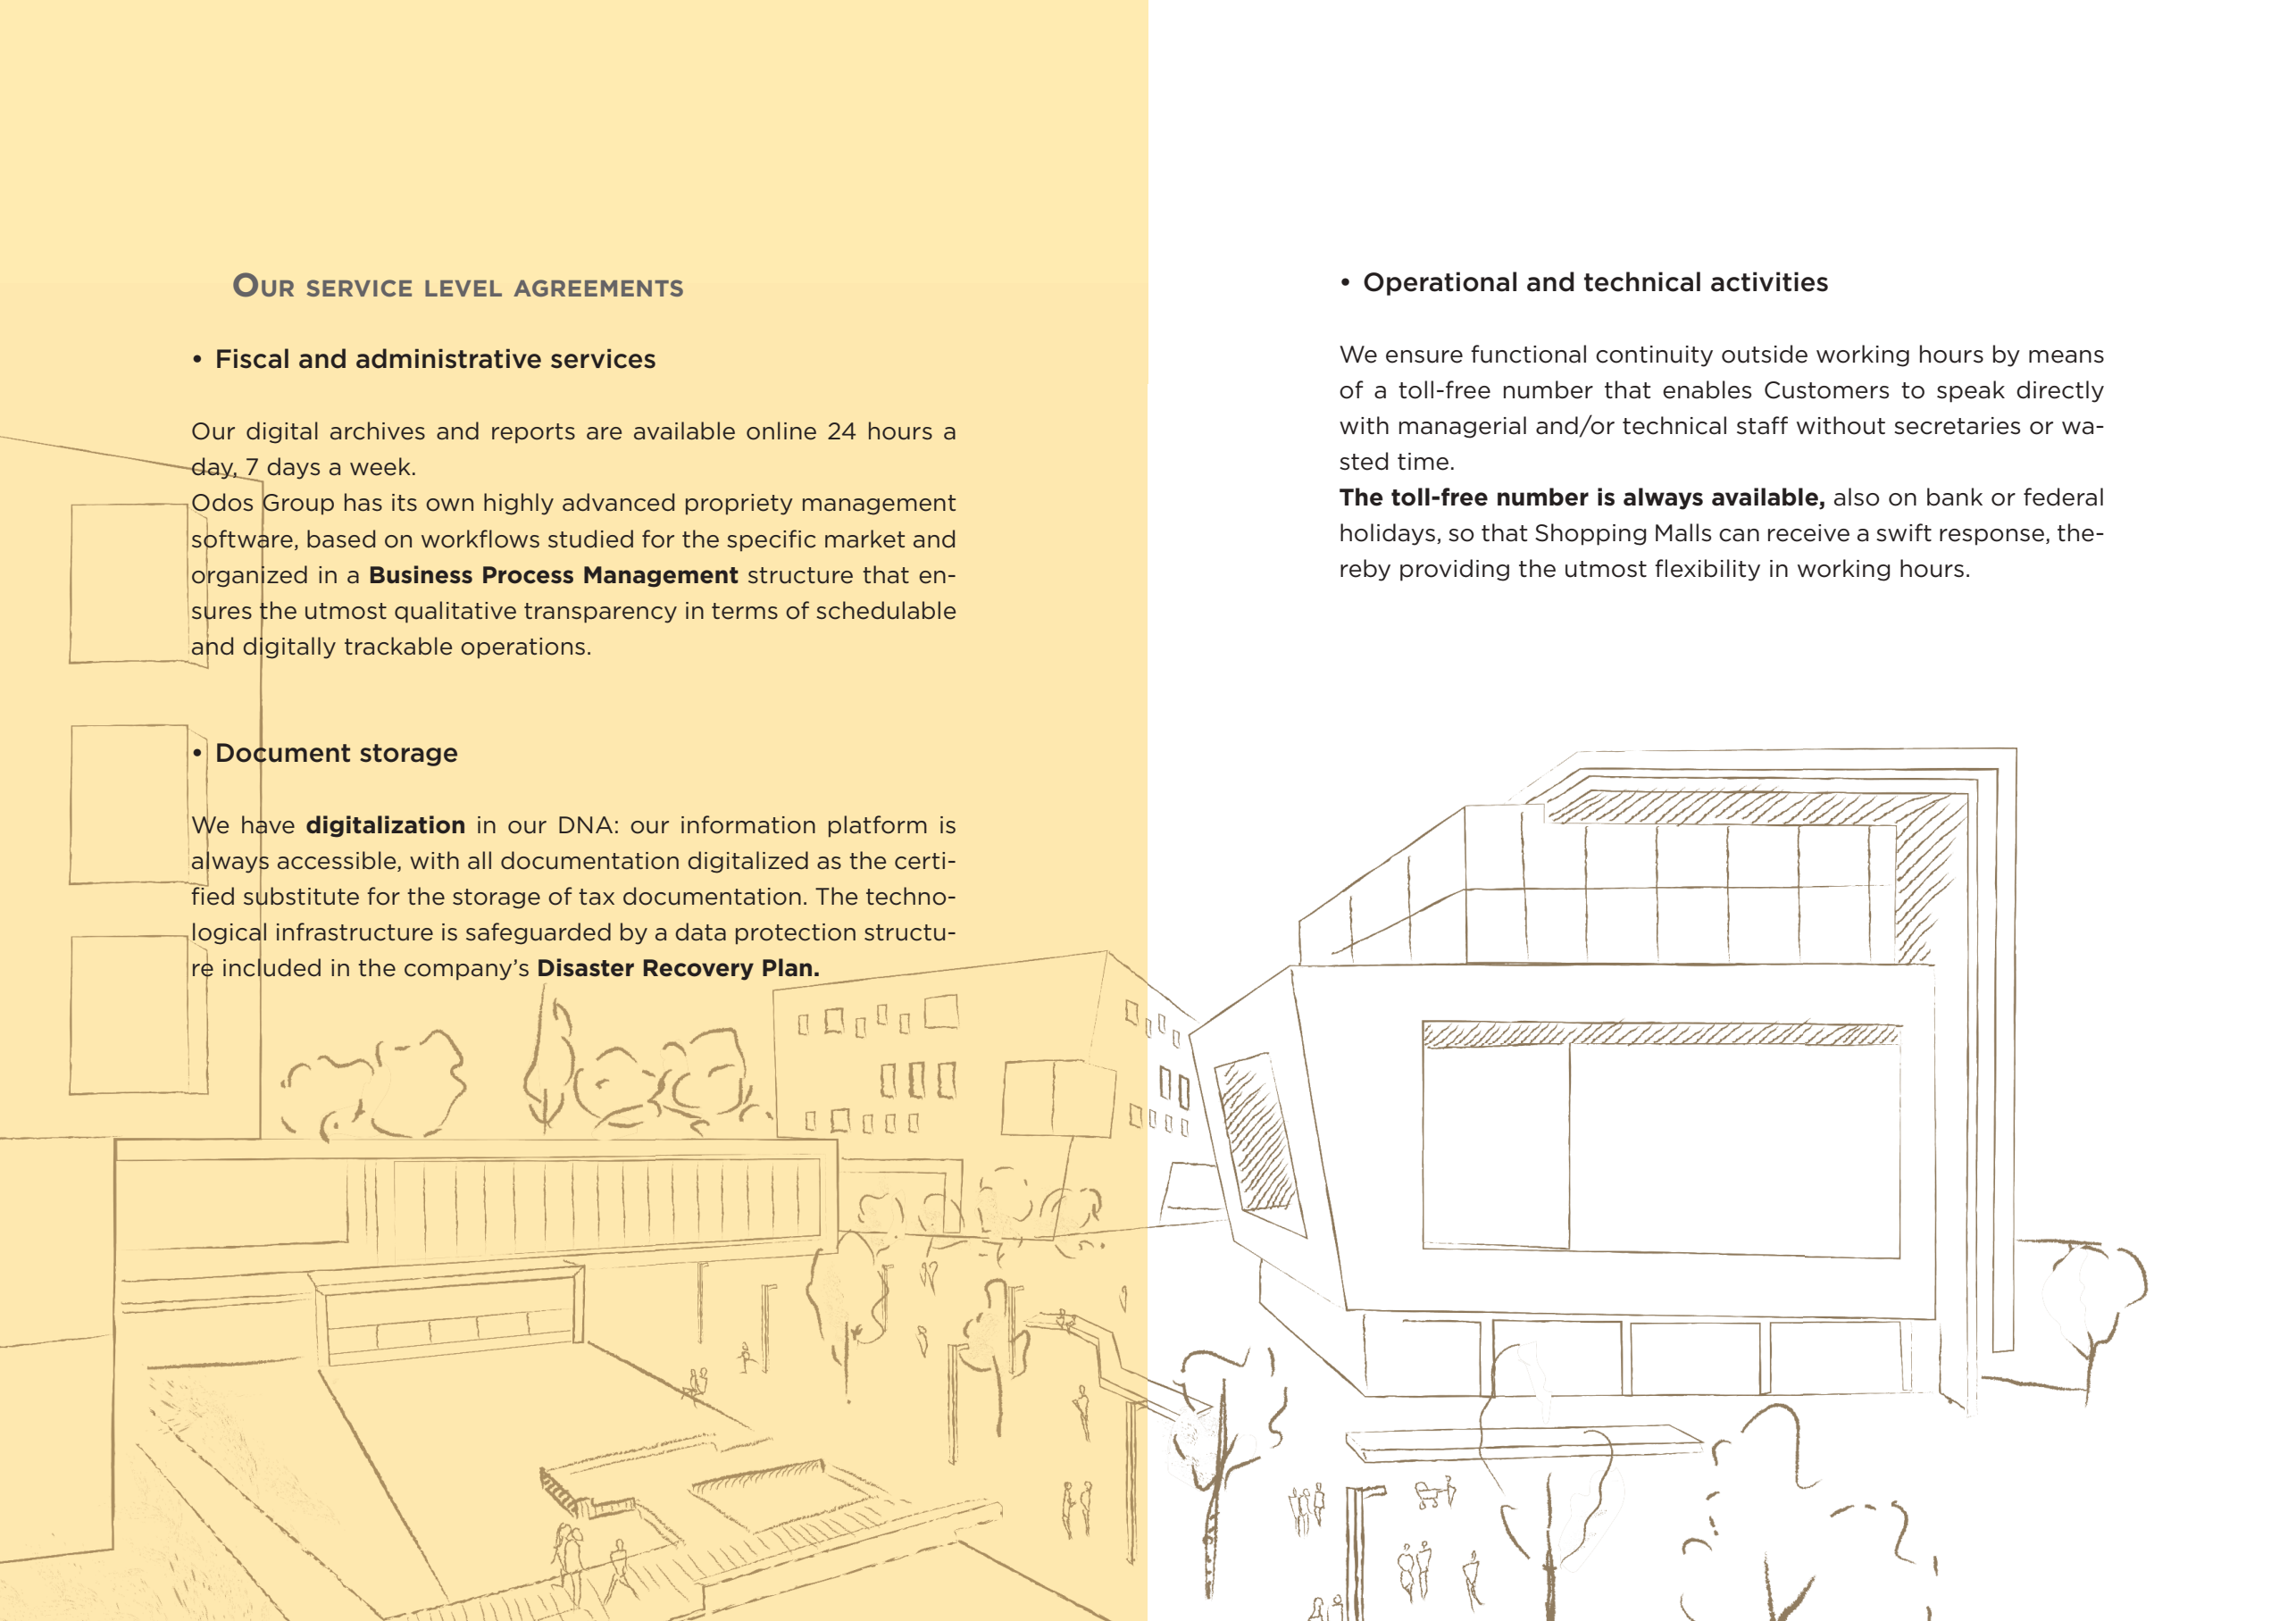 Our service level agreements
• Fiscal and administrative services
Our digital archives and reports are available online 24 hours a
day, 7 days a week.
Odos Group has its own highly advanced propriety management
software, based on workflows studied for the specific market and
organized in a Business Process Management structure that en-
sures the utmost qualitative transparency in terms of schedulable
and digitally trackable operations.
• Document storage
We have digitalization in our DNA: our information platform is
always accessible, with all documentation digitalized as the certi-
fied substitute for the storage of tax documentation. The techno-
logical infrastructure is safeguarded by a data protection structu-
re included in the company’s Disaster Recovery Plan.
• Operational and technical activities
We ensure functional continuity outside working hours by means
of a toll-free number that enables Customers to speak directly
with managerial and/or technical staff without secretaries or wa-
sted time.
The toll-free number is always available, also on bank or federal
holidays, so that Shopping Malls can receive a swift response, the-
reby providing the utmost flexibility in working hours.